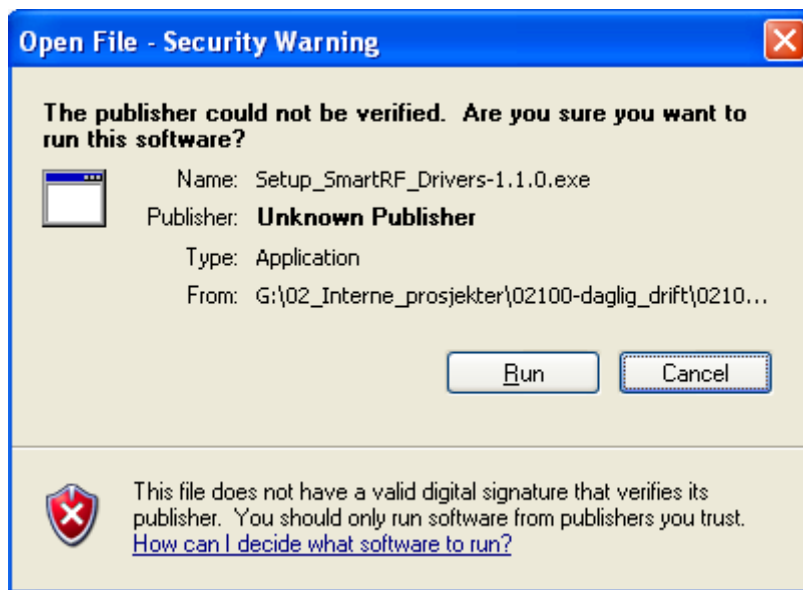 Open File - Security Warning
The publisher could not be verified. Are you sure you want to
run this software?
Name: Setup_SmartRF_Drivers-1.1.0.exe
Publisher: Unknown Publisher
Type: Application
From: G:\02_Interne_prosjekter\02100-daglig_drift\0210...
Run Cancel
This file does not have a valid digital signature that verifies its
publisher. You should only run software from publishers you trust.
How can I decide what software to run?